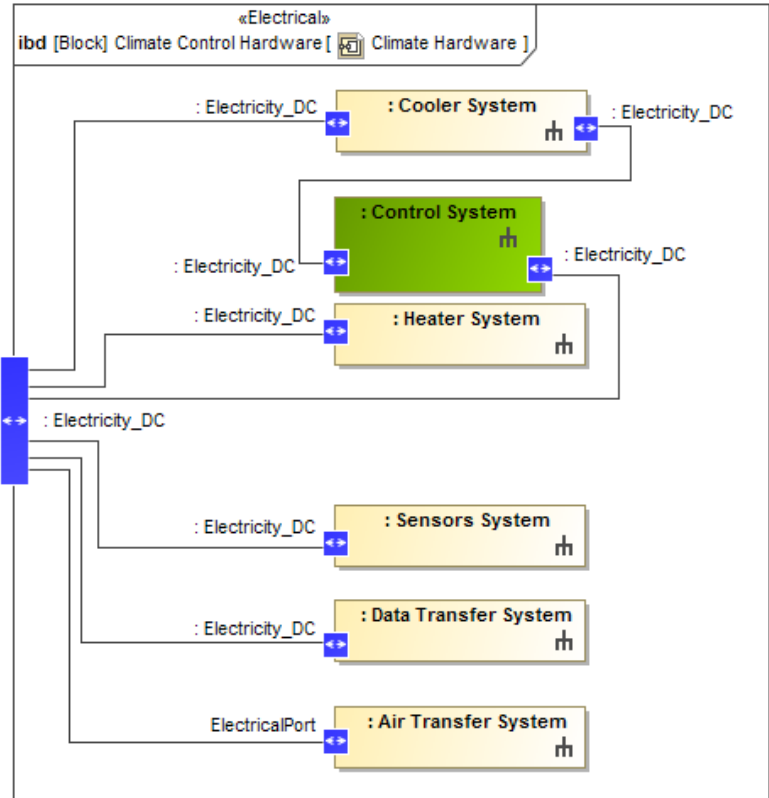 «Electrical»
ibd [Block] Climate Control Hardware [ Climate Hardware ]
: Electricity_DC
: Cooler System
: Electricity_DC
: Control System
: Electricity_DC
: Electricity_DC
: Electricity_DC
: Heater System
: Electricity_DC
: Electricity_DC
: Sensors System
: Electricity_DC
: Data Transfer System
ElectricalPort
: Air Transfer System